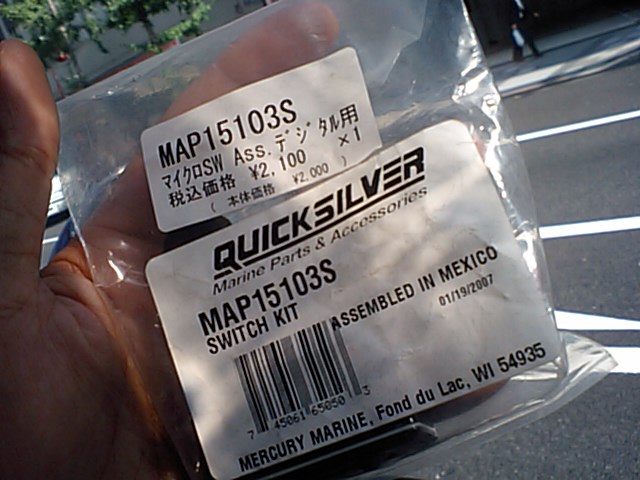 MAP15103S
マイクロSW Ass.デジタル用
税込価格 ¥2,100 ×1
( 本体価格 ¥2,000 )
QUICKSILVER
Marine Parts & Accessories
MAP15103S
SWITCH KIT
ASSEMBLED IN MEXICO
01/19/2007
7 45061 65050 3
MERCURY MARINE, Fond du Lac, WI 54935